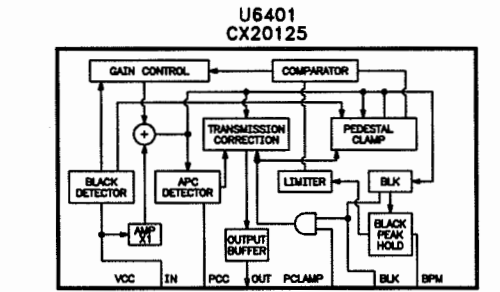 U6401
CX20125
GAIN CONTROL
COMPARATOR
+
TRANSMISSION
CORRECTION
PEDESTAL
CLAMP
BLACK
DETECTOR
APC
DETECTOR
LIMITER
BLK
AMP
X1
OUTPUT
BUFFER
BLACK
PEAK
HOLD
VCC IN PCC OUT PCLAMP BLK BPM